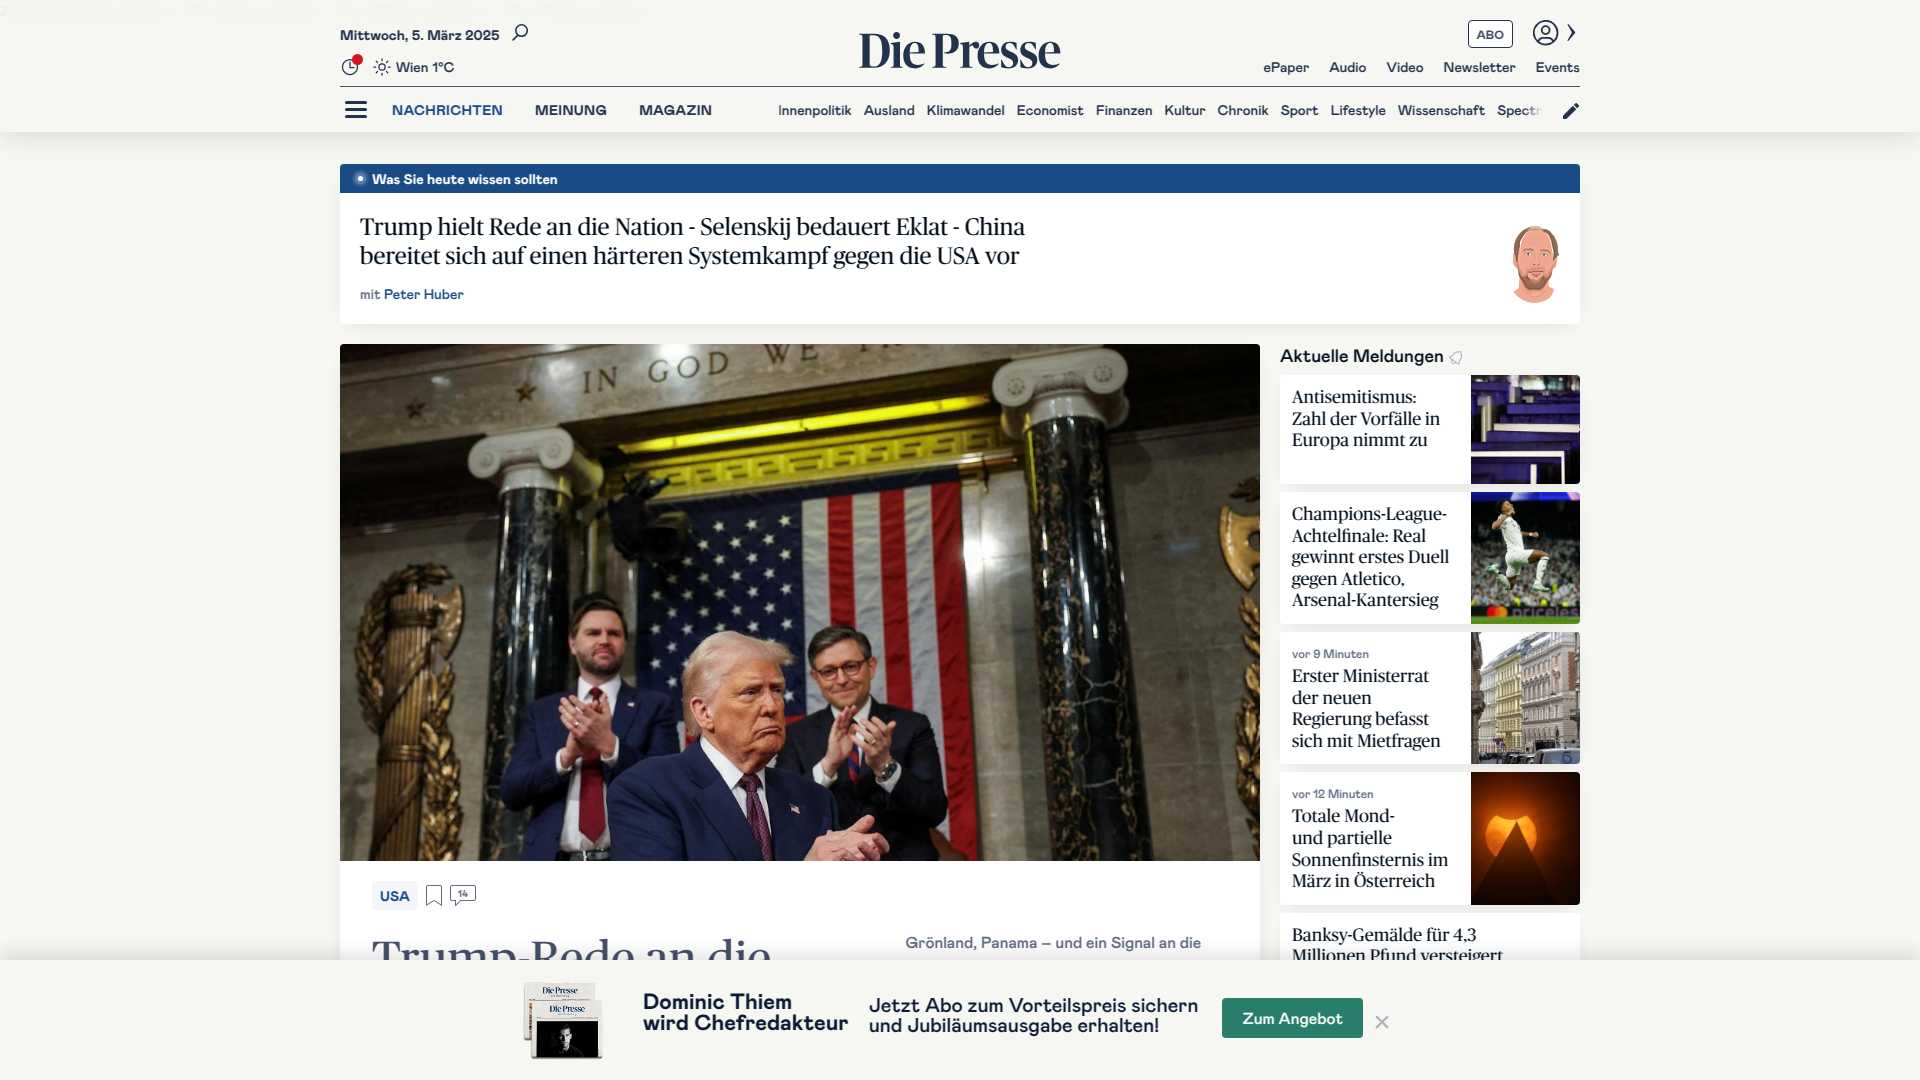 Mittwoch, 5. März 2025
Wien 1°C
Die Presse
ABO
ePaper Audio Video Newsletter Events
NACHRICHTEN MEINUNG MAGAZIN
Innenpolitik Ausland Klimawandel Economist Finanzen Kultur Chronik Sport Lifestyle Wissenschaft Spectr
Was Sie heute wissen sollten
Trump hielt Rede an die Nation - Selenskij bedauert Eklat - China
bereitet sich auf einen härteren Systemkampf gegen die USA vor
mit Peter Huber
IN GOD WE
USA
14
Trump-Rede an die
Grönland, Panama – und ein Signal an die
Aktuelle Meldungen
Antisemitismus:
Zahl der Vorfälle in
Europa nimmt zu
Champions-League-
Achtelfinale: Real
gewinnt erstes Duell
gegen Atletico,
Arsenal-Kantersieg
priceles
vor 9 Minuten
Erster Ministerrat
der neuen
Regierung befasst
sich mit Mietfragen
vor 12 Minuten
Totale Mond-
und partielle
Sonnenfinsternis im
März in Österreich
Banksy-Gemälde für 4,3
Millionen Pfund versteigert
Die Presse
Die Presse
Dominic Thiem
wird Chefredakteur
Jetzt Abo zum Vorteilspreis sichern
und Jubiläumsausgabe erhalten!
Zum Angebot